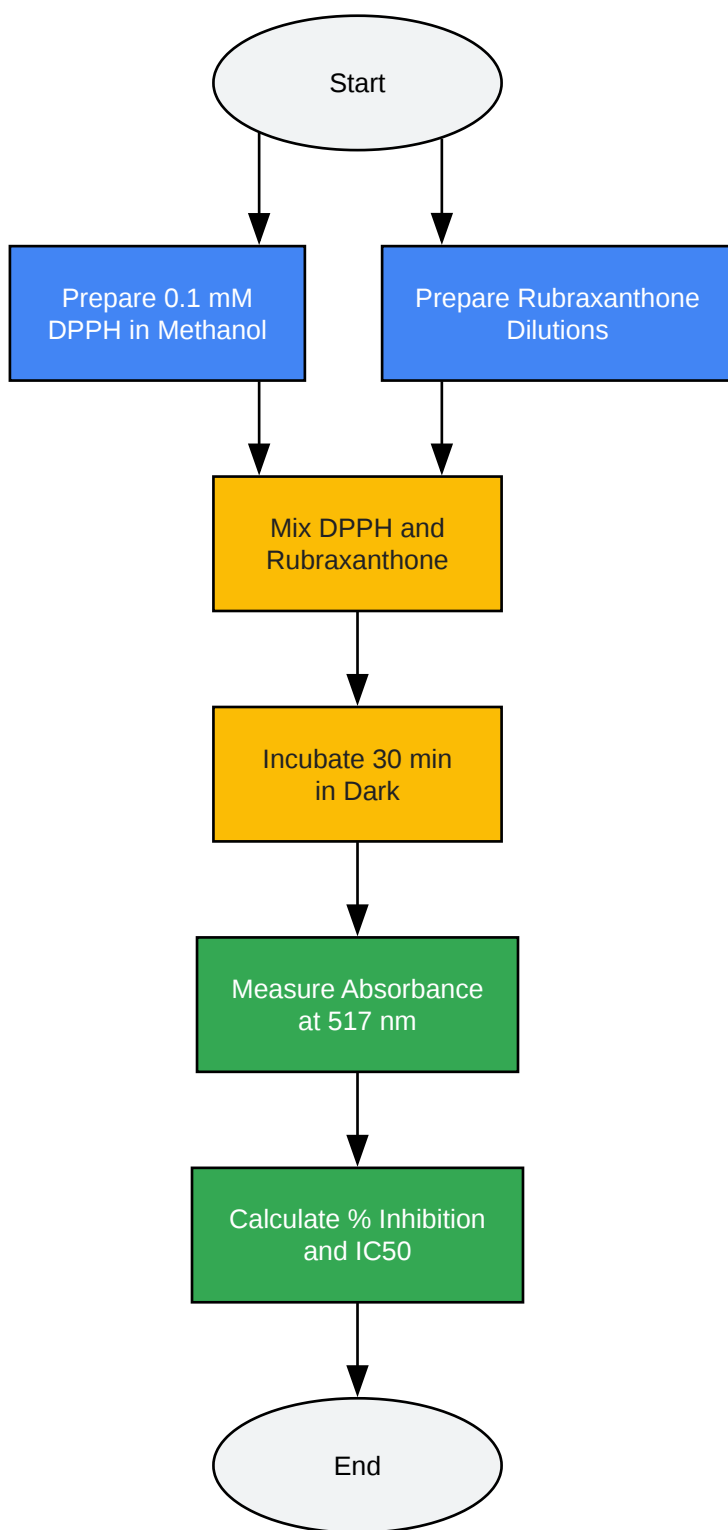 Start
Prepare 0.1 mM
DPPH in Methanol
Prepare Rubraxanthone
Dilutions
Mix DPPH and
Rubraxanthone
Incubate 30 min
in Dark
Measure Absorbance
at 517 nm
Calculate % Inhibition
and IC50
End